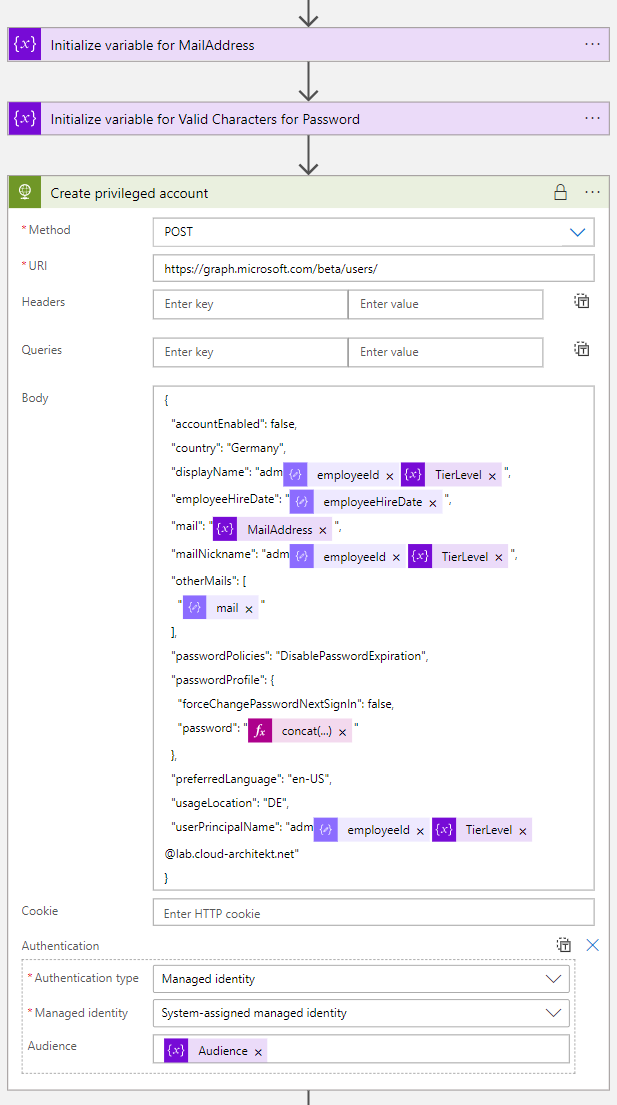 {x} Initialize variable for MailAddress ...
{x} Initialize variable for Valid Characters for Password ...
Create privileged account ...
* Method POST
* URI https://graph.microsoft.com/beta/users/
Headers Enter key Enter value
Queries Enter key Enter value
Body {
"accountEnabled": false,
"country": "Germany",
"displayName": "adm employeeId × {x} TierLevel × ",
"employeeHireDate": " employeeHireDate × ",
"mail": " {x} MailAddress × ",
"mailNickname": "adm employeeId × {x} TierLevel × ",
"otherMails": [
" mail × "
],
"passwordPolicies": "DisablePasswordExpiration",
"passwordProfile": {
"forceChangePasswordNextSignIn": false,
"password": " fx concat(...) × "
},
"preferredLanguage": "en-US",
"usageLocation": "DE",
"userPrincipalName": "adm employeeId × {x} TierLevel ×
@lab.cloud-architekt.net"
}
Cookie Enter HTTP cookie
Authentication
* Authentication type Managed identity
* Managed identity System-assigned managed identity
Audience {x} Audience ×